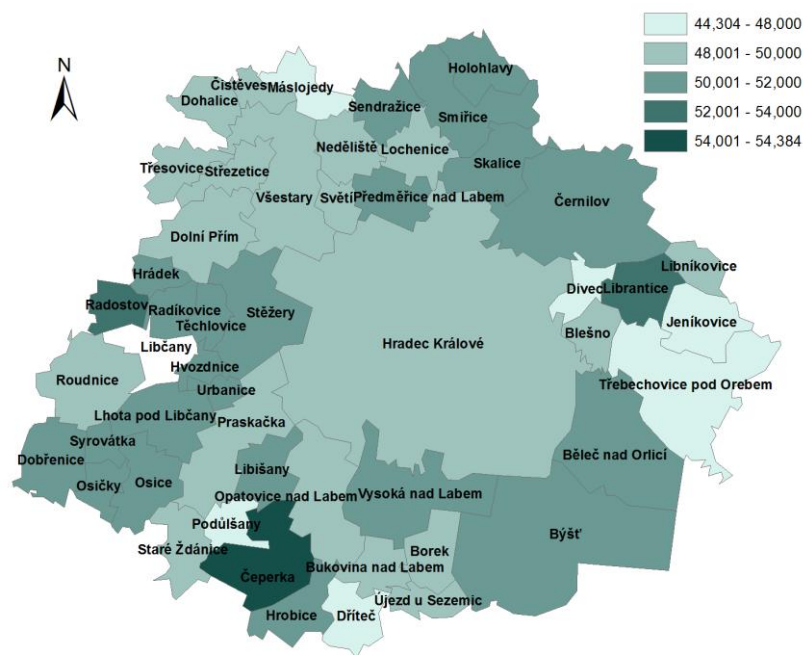 44,304 - 48,000
48,001 - 50,000
50,001 - 52,000
52,001 - 54,000
54,001 - 54,384
N
Holohlavy
Čistěves
Máslojedy
Dohalice
Sendražice
Smiřice
Neděliště
Lochenice
Třesovice
Střezetice
Skalice
Všestary
Světí
Předměřice nad Labem
Černilov
Dolní Přím
Libníkovice
Hrádek
Divec
Librantice
Radostov
Radíkovice
Stěžery
Jeníkovice
Těchlovice
Blešno
Libčany
Hradec Králové
Hvozdnice
Roudnice
Třebechovice pod Orebem
Urbanice
Lhota pod Libčany
Praskačka
Syrovátka
Dobřenice
Libišany
Běleč nad Orlicí
Osičky
Osice
Opatovice nad Labem
Vysoká nad Labem
Podůlšany
Býšť
Staré Ždánice
Borek
Bukovina nad Labem
Čeperka
Újezd u Sezemic
Hrobice
Dříteč